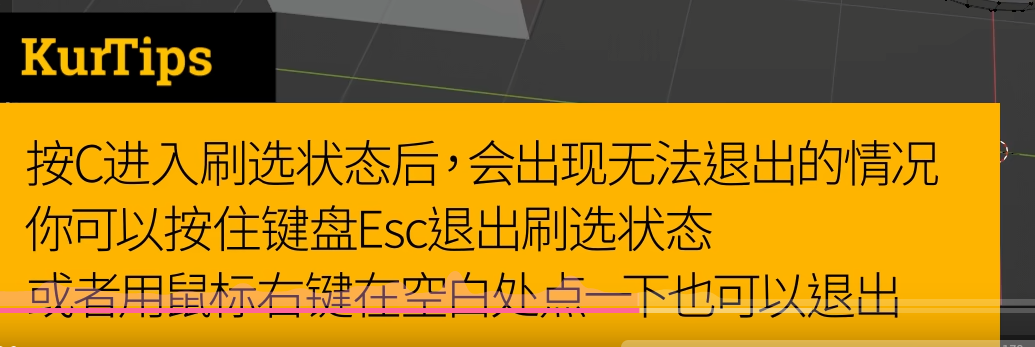 KurTips
按C进入刷选状态后，会出现无法退出的情况
你可以按住键盘Esc退出刷选状态
或者用鼠标右键在空白处点一下也可以退出